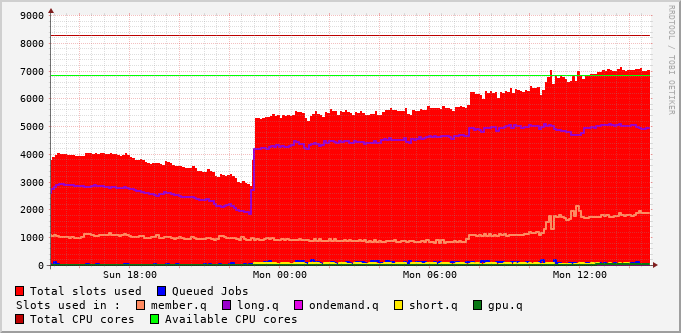 9000
8000
7000
6000
5000
4000
3000
2000
1000
0
Sun 18:00 Mon 00:00 Mon 06:00 Mon 12:00
Total slots used Queued Jobs
Slots used in : member.q long.q ondemand.q short.q gpu.q
Total CPU cores Available CPU cores
RRDTOOL / TOBI OETIKER